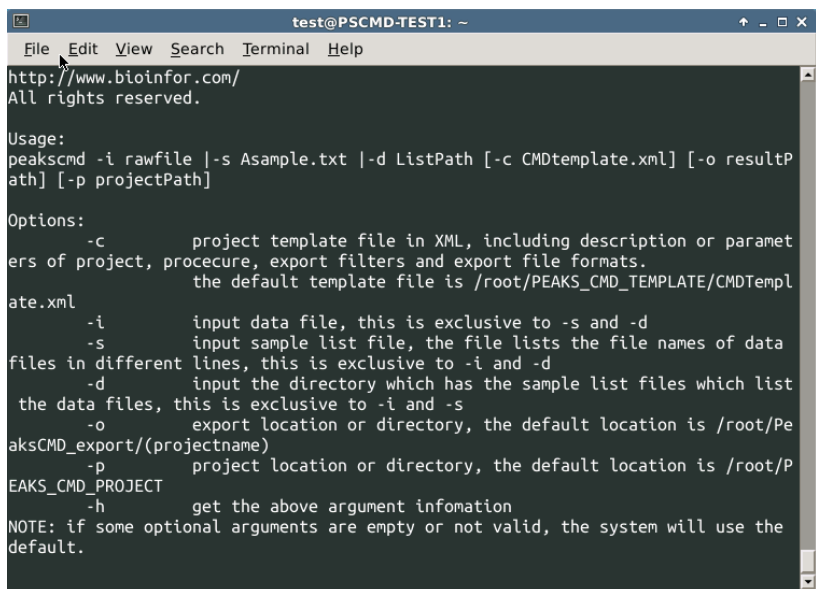 test@PSCMD-TEST1: ~
File Edit View Search Terminal Help
http://www.bioinfor.com/
All rights reserved.
Usage:
peakscmd -i rawfile |-s Asample.txt |-d ListPath [-c CMDtemplate.xml] [-o resultP
ath] [-p projectPath]
Options:
-c project template file in XML, including description or paramet
ers of project, procecure, export filters and export file formats.
the default template file is /root/PEAKS_CMD_TEMPLATE/CMDTempl
ate.xml
-i input data file, this is exclusive to -s and -d
-s input sample list file, the file lists the file names of data
files in different lines, this is exclusive to -i and -d
-d input the directory which has the sample list files which list
the data files, this is exclusive to -i and -s
-o export location or directory, the default location is /root/Pe
aksCMD_export/(projectname)
-p project location or directory, the default location is /root/P
EAKS_CMD_PROJECT
-h get the above argument infomation
NOTE: if some optional arguments are empty or not valid, the system will use the
default.